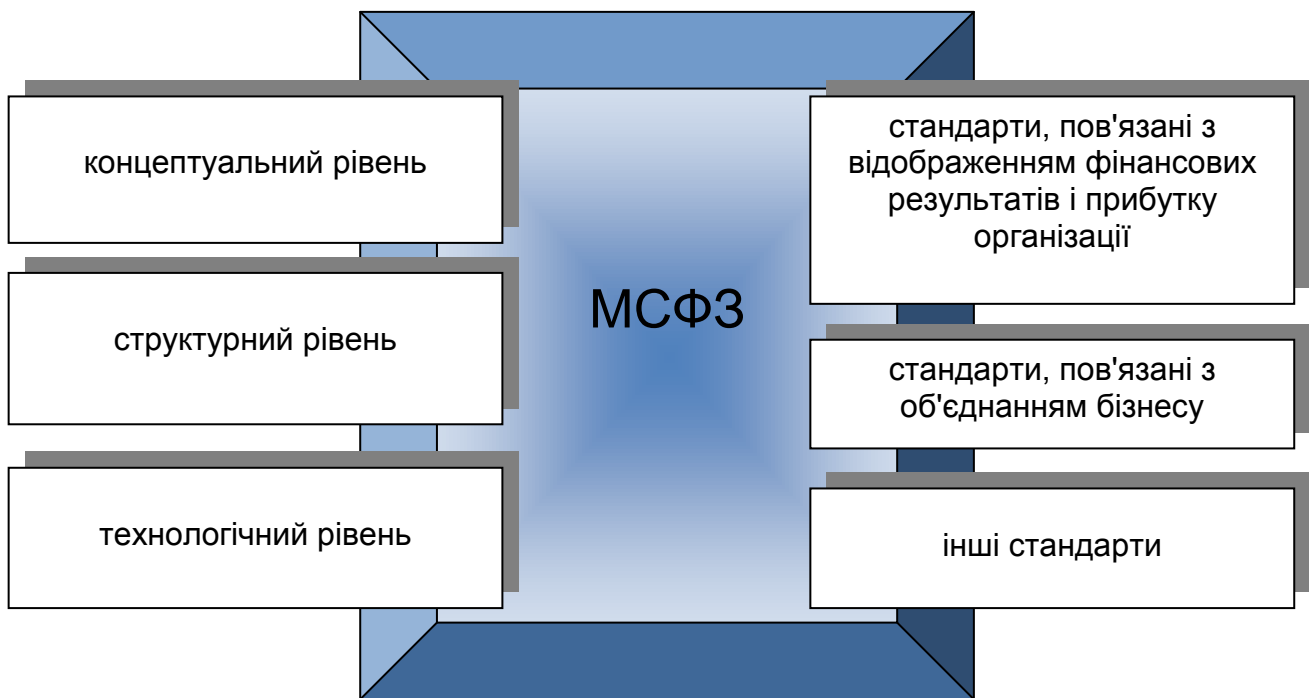 концептуальний рівень
структурний рівень
технологічний рівень
МСФЗ
стандарти, пов'язані з
відображенням фінансових
результатів і прибутку
організації
стандарти, пов'язані з
об'єднанням бізнесу
інші стандарти